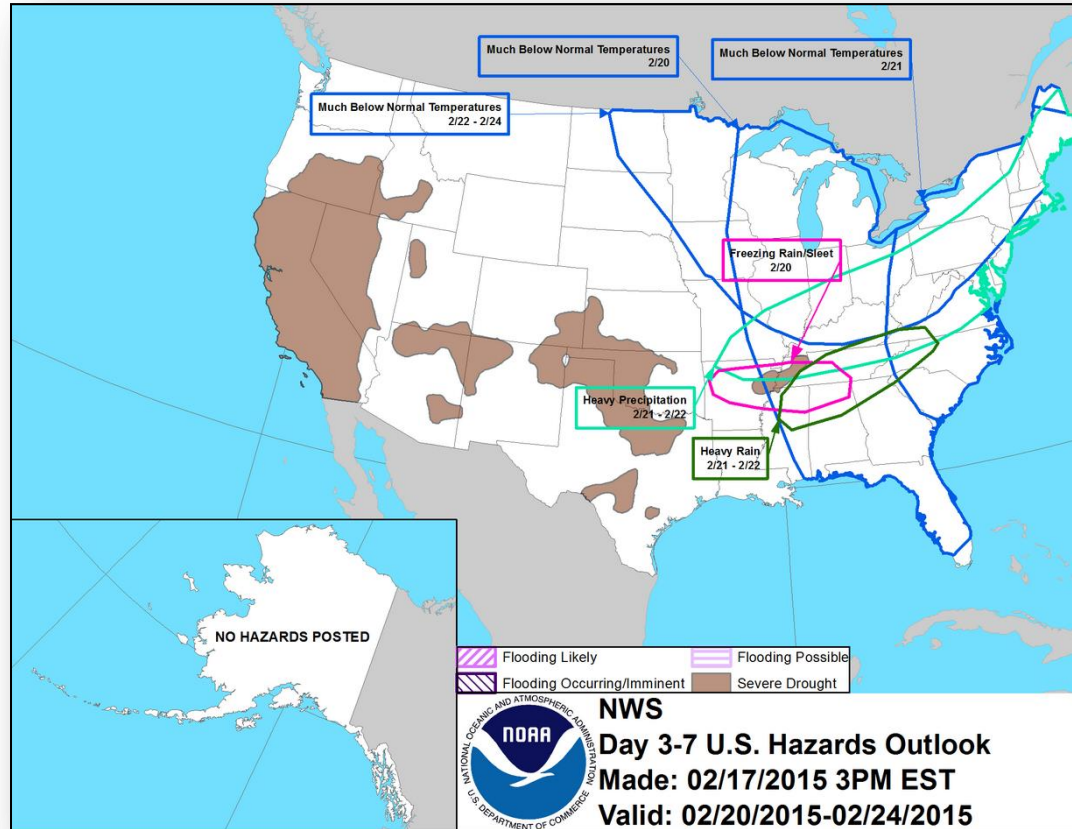 Much Below Normal Temperatures
2/20
Much Below Normal Temperatures
2/21
Much Below Normal Temperatures
2/22 - 2/24
Freezing Rain/Sleet
2/20
Heavy Precipitation
2/21 - 2/22
Heavy Rain
2/21 - 2/22
NO HAZARDS POSTED
Flooding Likely
Flooding Possible
Flooding Occurring/Imminent
Severe Drought
NATIONAL OCEANIC AND ATMOSPHERIC ADMINISTRATION
NOAA
U.S. DEPARTMENT OF COMMERCE
NWS
Day 3-7 U.S. Hazards Outlook
Made: 02/17/2015 3PM EST
Valid: 02/20/2015-02/24/2015